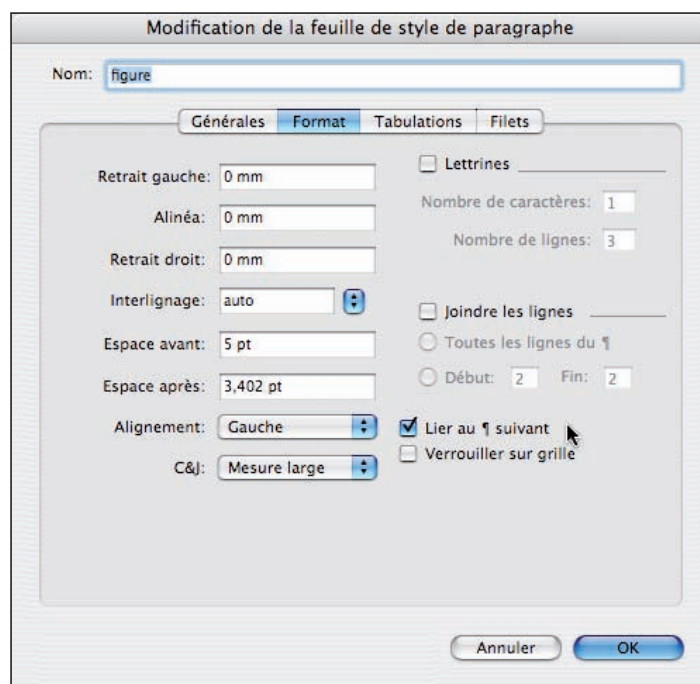 Modification de la feuille de style de paragraphe
Nom: figure
Générales Format Tabulations Filets
Retrait gauche: 0 mm
Alinéa: 0 mm
Retrait droit: 0 mm
Interlignage: auto
Espace avant: 5 pt
Espace après: 3,402 pt
Alignement: Gauche
C&J: Mesure large
Lettrines
Nombre de caractères: 1
Nombre de lignes: 3
Joindre les lignes
Toutes les lignes du ¶
Début: 2 Fin: 2
Lier au ¶ suivant
Verrouiller sur grille
Annuler OK